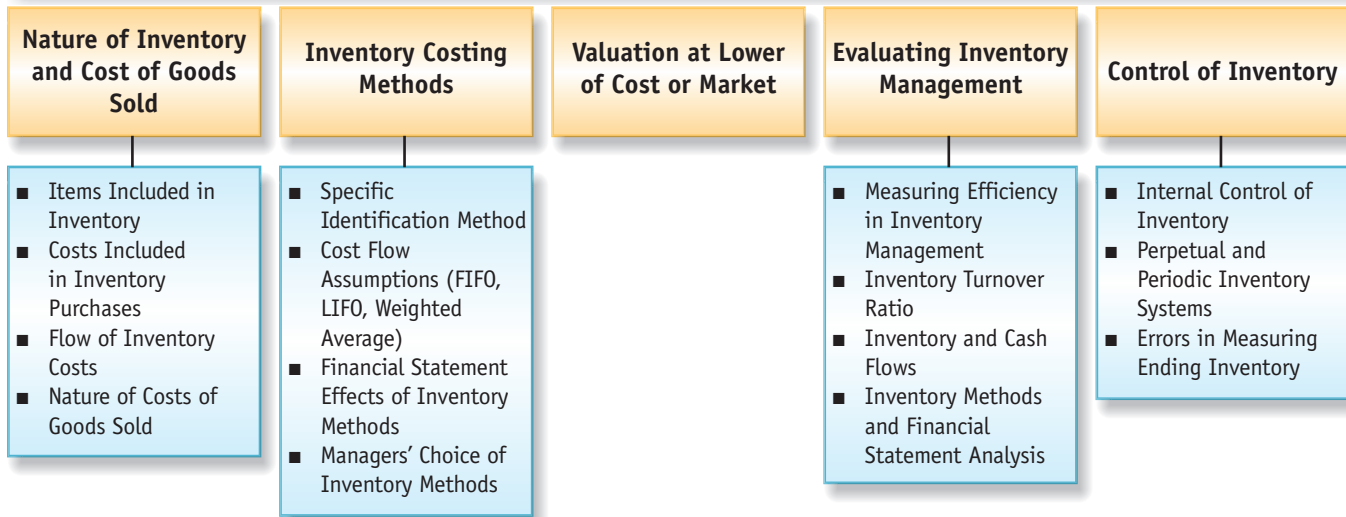 Nature of Inventory
and Cost of Goods
Sold
■ Items Included in
Inventory
■ Costs Included
in Inventory
Purchases
■ Flow of Inventory
Costs
■ Nature of Costs of
Goods Sold
Inventory Costing
Methods
■ Specific
Identification Method
■ Cost Flow
Assumptions (FIFO,
LIFO, Weighted
Average)
■ Financial Statement
Effects of Inventory
Methods
■ Managers’ Choice of
Inventory Methods
Valuation at Lower
of Cost or Market
Evaluating Inventory
Management
■ Measuring Efficiency
in Inventory
Management
■ Inventory Turnover
Ratio
■ Inventory and Cash
Flows
■ Inventory Methods
and Financial
Statement Analysis
Control of Inventory
■ Internal Control of
Inventory
■ Perpetual and
Periodic Inventory
Systems
■ Errors in Measuring
Ending Inventory